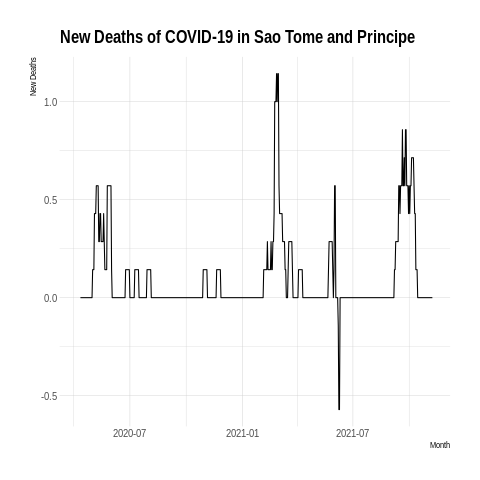 New Deaths of COVID-19 in Sao Tome and Principe
New Deaths
1.0
0.5
0.0
-0.5
2020-07
2021-01
2021-07
Month